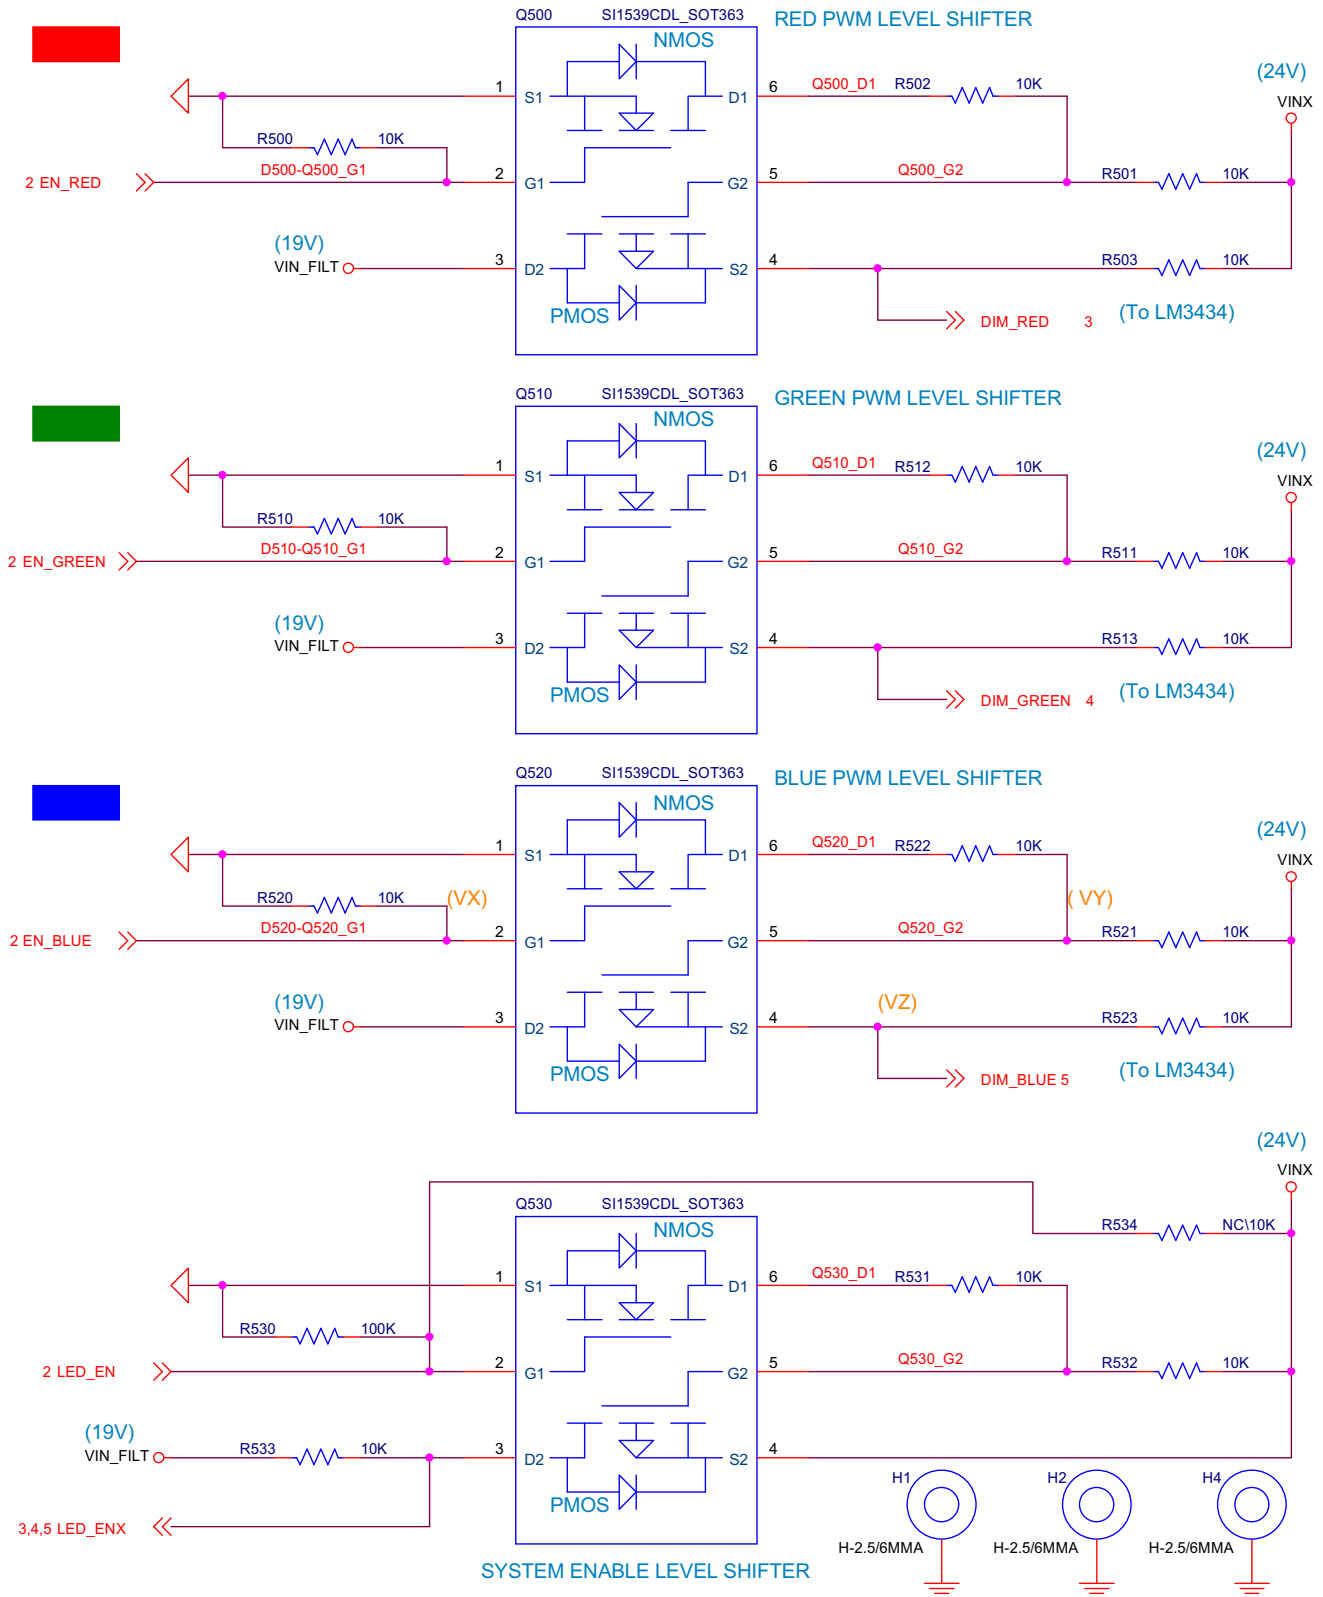 Q500 SI1539CDL_SOT363 RED PWM LEVEL SHIFTER
NMOS
(24V)
VINX
1 S1 D1 6 Q500_D1 R502 10K
R500 10K
D500-Q500_G1
2 EN_RED 2 G1 G2 5 Q500_G2 R501 10K
(19V)
VIN_FILT 3 D2 S2 4 R503 10K
PMOS
DIM_RED 3 (To LM3434)
Q510 SI1539CDL_SOT363 GREEN PWM LEVEL SHIFTER
NMOS
(24V)
VINX
1 S1 D1 6 Q510_D1 R512 10K
R510 10K
D510-Q510_G1
2 EN_GREEN 2 G1 G2 5 Q510_G2 R511 10K
(19V)
VIN_FILT 3 D2 S2 4 R513 10K
PMOS
DIM_GREEN 4 (To LM3434)
Q520 SI1539CDL_SOT363 BLUE PWM LEVEL SHIFTER
NMOS
(24V)
VINX
1 S1 D1 6 Q520_D1 R522 10K
R520 10K (VX) ( VY)
D520-Q520_G1
2 EN_BLUE 2 G1 G2 5 Q520_G2 R521 10K
(19V) (VZ)
VIN_FILT 3 D2 S2 4 R523 10K
PMOS
DIM_BLUE 5 (To LM3434)
(24V)
VINX
Q530 SI1539CDL_SOT363
NMOS
R534 NC\10K
1 S1 D1 6 Q530_D1 R531 10K
R530 100K
2 LED_EN 2 G1 G2 5 Q530_G2 R532 10K
(19V)
VIN_FILT R533 10K 3 D2 S2 4
PMOS
H1 H2 H4
3,4,5 LED_ENX
H-2.5/6MMA H-2.5/6MMA H-2.5/6MMA
SYSTEM ENABLE LEVEL SHIFTER